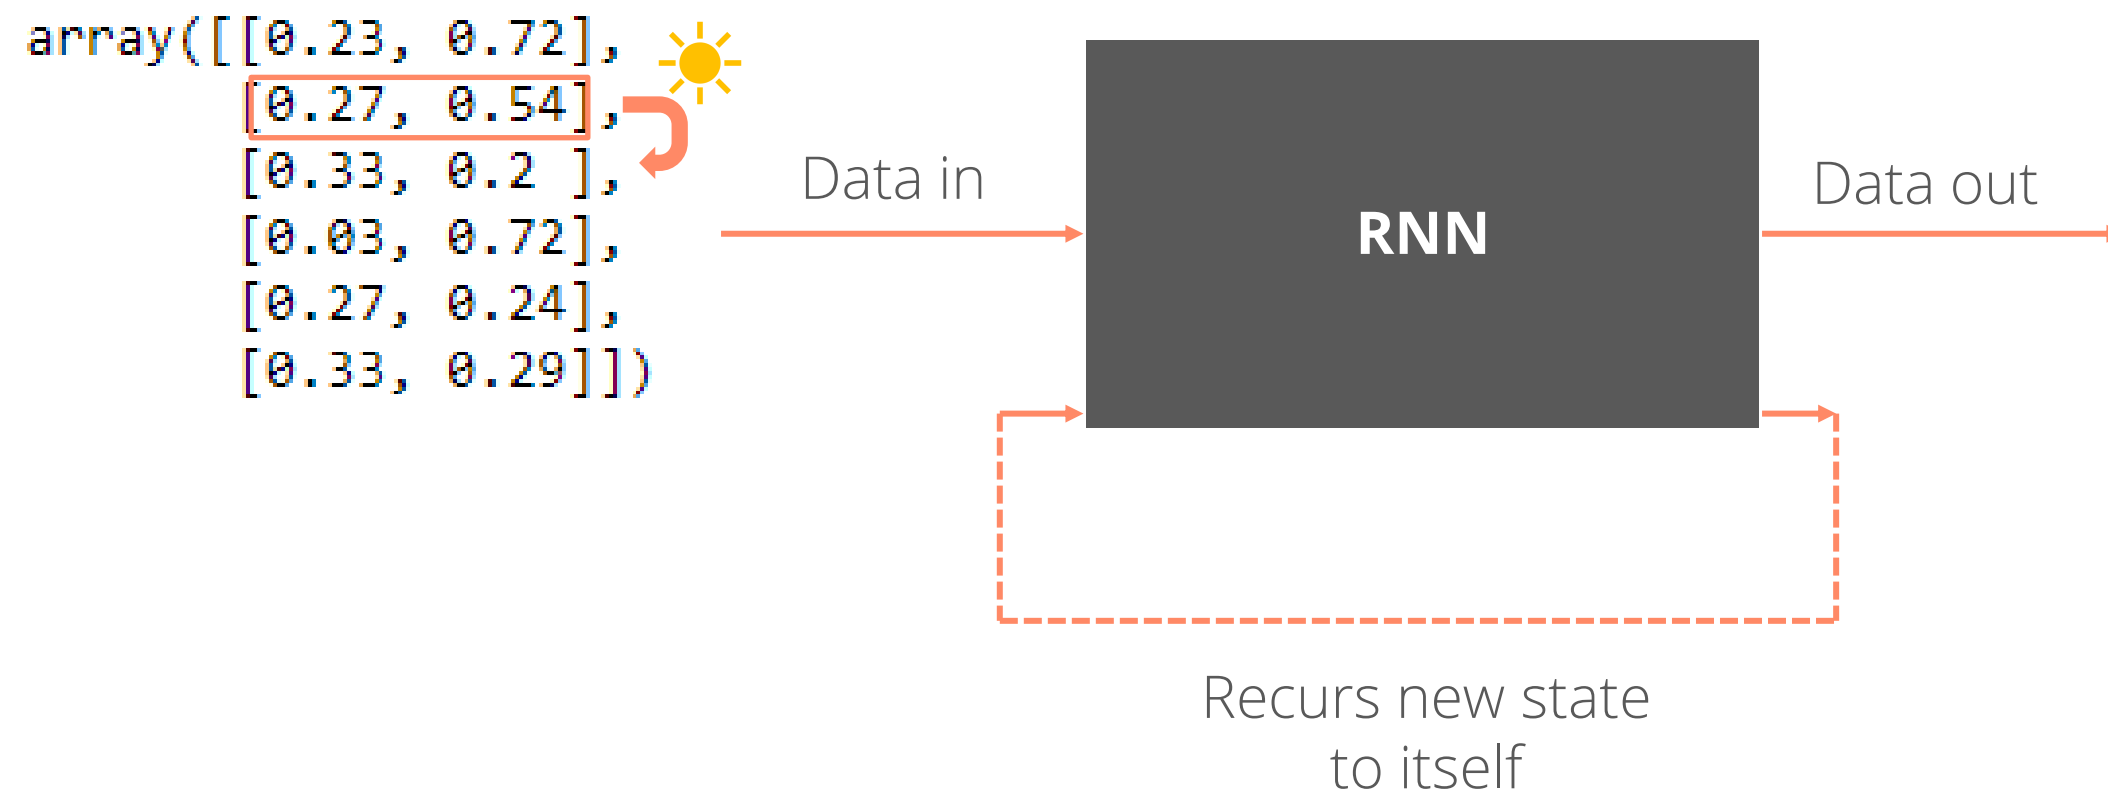 array([[0.23, 0.72],
[0.27, 0.54],
[0.33, 0.2 ],
[0.03, 0.72],
[0.27, 0.24],
[0.33, 0.29]])
Data in
RNN
Data out
Recurs new state
to itself